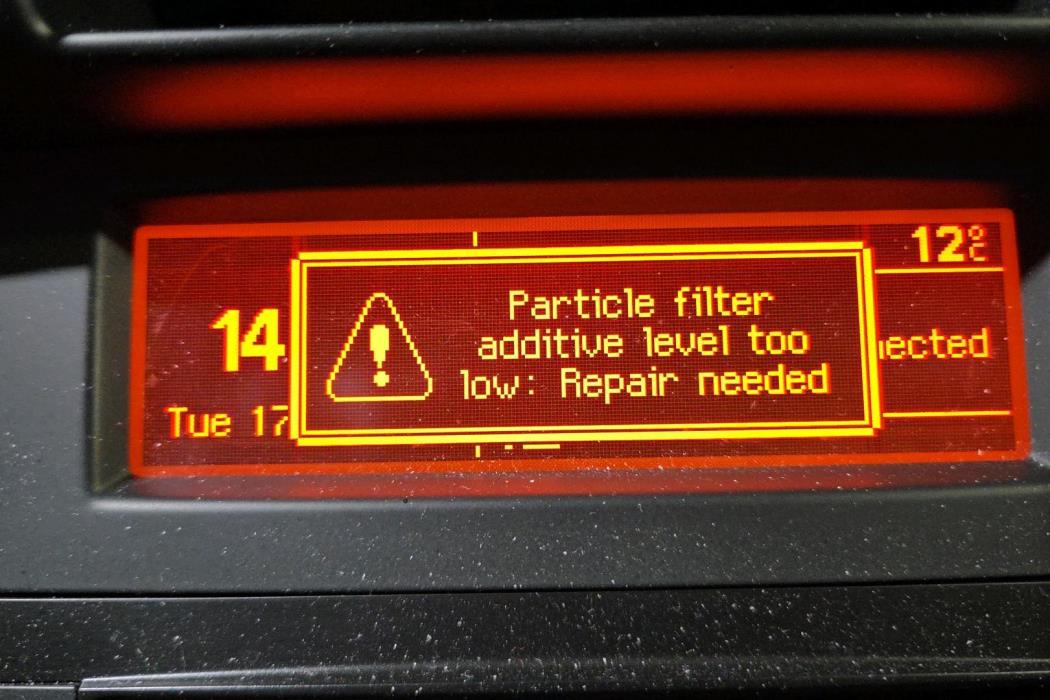 12°C
Particle filter
14
additive level too
low: Repair needed
Tue 17